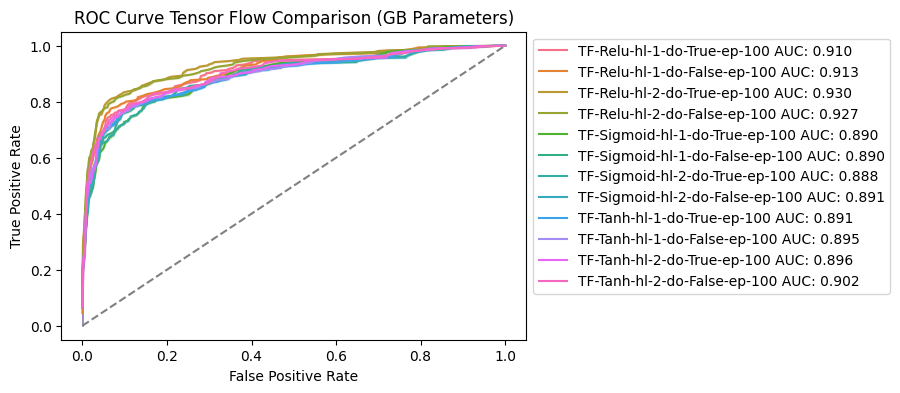 ROC Curve Tensor Flow Comparison (GB Parameters)
1.0
0.8
0.6
0.4
0.2
0.0
True Positive Rate
0.0 0.2 0.4 0.6 0.8 1.0
False Positive Rate
TF-Relu-hl-1-do-True-ep-100 AUC: 0.910
TF-Relu-hl-1-do-False-ep-100 AUC: 0.913
TF-Relu-hl-2-do-True-ep-100 AUC: 0.930
TF-Relu-hl-2-do-False-ep-100 AUC: 0.927
TF-Sigmoid-hl-1-do-True-ep-100 AUC: 0.890
TF-Sigmoid-hl-1-do-False-ep-100 AUC: 0.890
TF-Sigmoid-hl-2-do-True-ep-100 AUC: 0.888
TF-Sigmoid-hl-2-do-False-ep-100 AUC: 0.891
TF-Tanh-hl-1-do-True-ep-100 AUC: 0.891
TF-Tanh-hl-1-do-False-ep-100 AUC: 0.895
TF-Tanh-hl-2-do-True-ep-100 AUC: 0.896
TF-Tanh-hl-2-do-False-ep-100 AUC: 0.902